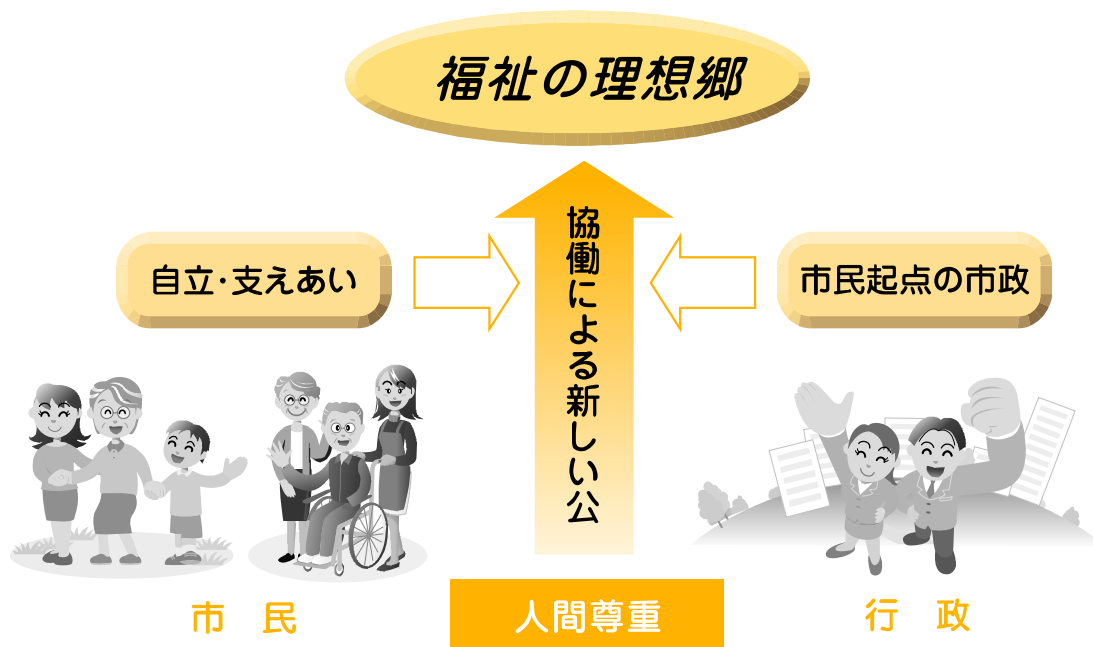 福祉の理想郷
協働による新しい公
自立・支えあい
市民起点の市政
市民
人間尊重
行政